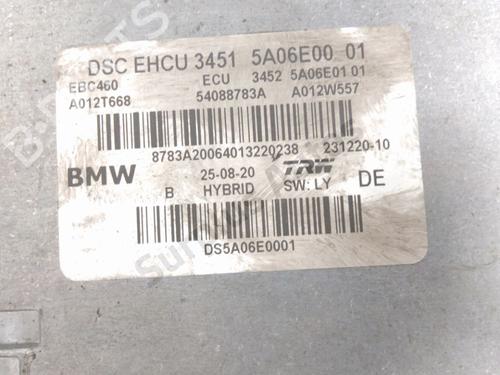 DSC EHCU 3451 5A06E00 01
EBC460 ECU 3452 5A06E01 01
A012T668 54088783A A012W557
8783A20064013220238 231220-10
BMW 25-08-20 TRW DE
B HYBRID SW: LY
DS5A06E0001